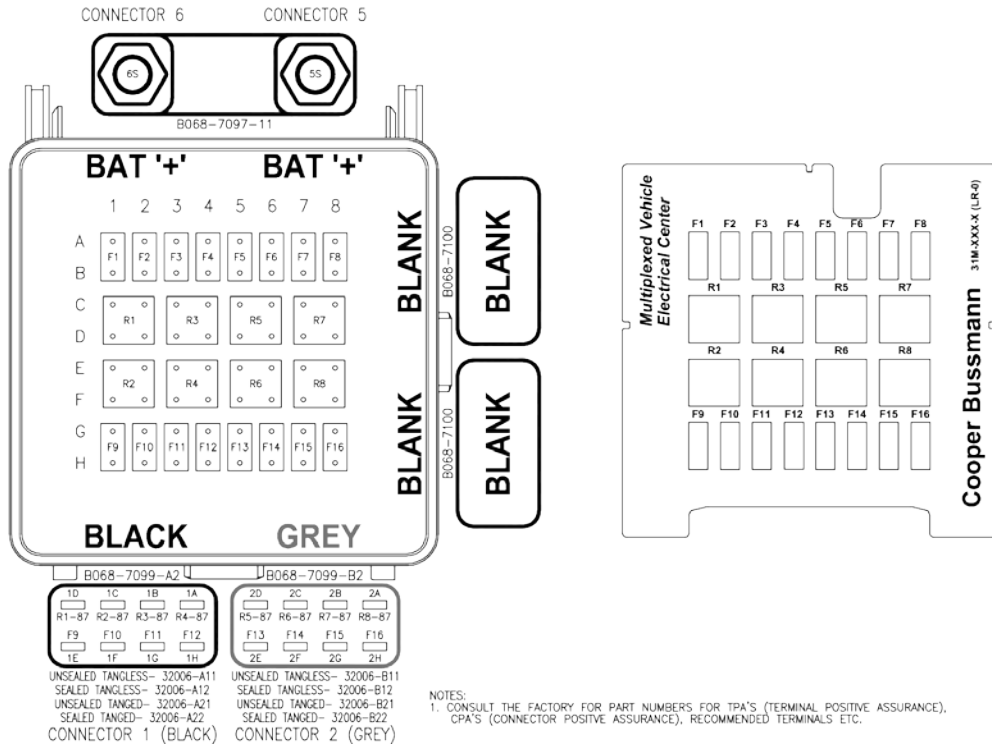 CONNECTOR 6 CONNECTOR 5
6S 5S
B068-7097-11
BAT '+' BAT '+'
1 2 3 4 5 6 7 8
A
F1 F2 F3 F4 F5 F6 F7 F8
B
C
R1 R3 R5 R7
D
E
R2 R4 R6 R8
F
G
F9 F10 F11 F12 F13 F14 F15 F16
H
BLANK
B068-7100
BLANK
BLANK
B068-7100
BLANK
BLACK GREY
B068-7099-A2 B068-7099-B2
1D 1C 1B 1A
R1-87 R2-87 R3-87 R4-87
F9 F10 F11 F12
1E 1F 1G 1H
2D 2C 2B 2A
R5-87 R6-87 R7-87 R8-87
F13 F14 F15 F16
2E 2F 2G 2H
UNSEALED TANGLESS- 32006-A11
SEALED TANGLESS- 32006-A12
UNSEALED TANGED- 32006-A21
SEALED TANGED- 32006-A22
CONNECTOR 1 (BLACK)
UNSEALED TANGLESS- 32006-B11
SEALED TANGLESS- 32006-B12
UNSEALED TANGED- 32006-B21
SEALED TANGED- 32006-B22
CONNECTOR 2 (GREY)
Multiplexed Vehicle
Electrical Center
F1 F2 F3 F4 F5 F6 F7 F8
R1 R3 R5 R7
R2 R4 R6 R8
F9 F10 F11 F12 F13 F14 F15 F16
Cooper Bussmann 31M-XXX-X (LR-0)
NOTES:
1. CONSULT THE FACTORY FOR PART NUMBERS FOR TPA'S (TERMINAL POSITIVE ASSURANCE),
CPA'S (CONNECTOR POSITVE ASSURANCE), RECOMMENDED TERMINALS ETC.